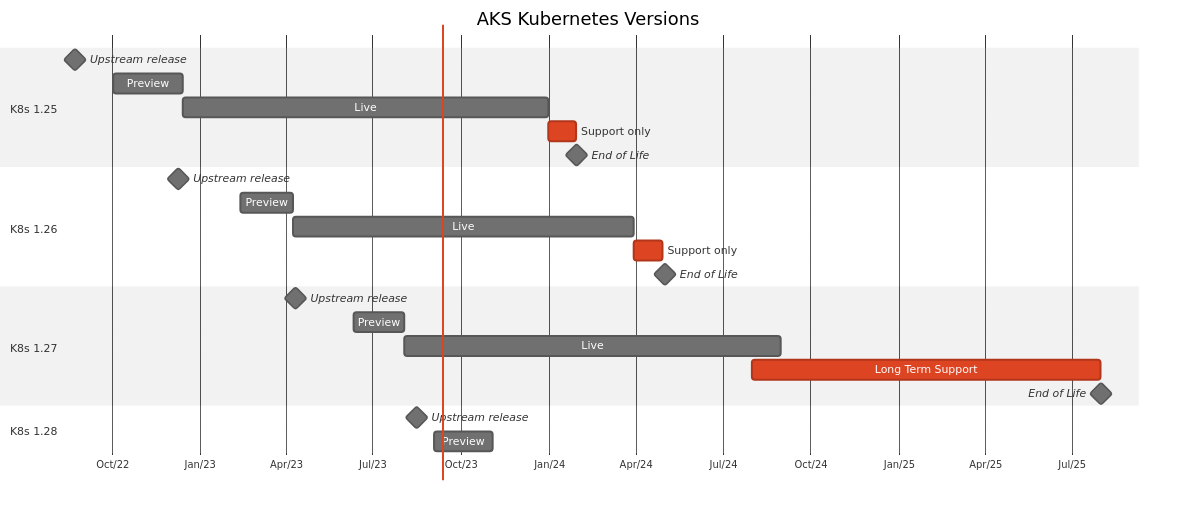 AKS Kubernetes Versions
K8s 1.25
Upstream release
Preview
Live
Support only
End of Life
K8s 1.26
Upstream release
Preview
Live
Support only
End of Life
K8s 1.27
Upstream release
Preview
Live
Long Term Support
End of Life
K8s 1.28
Upstream release
Preview
Oct/22 Jan/23 Apr/23 Jul/23 Oct/23 Jan/24 Apr/24 Jul/24 Oct/24 Jan/25 Apr/25 Jul/25